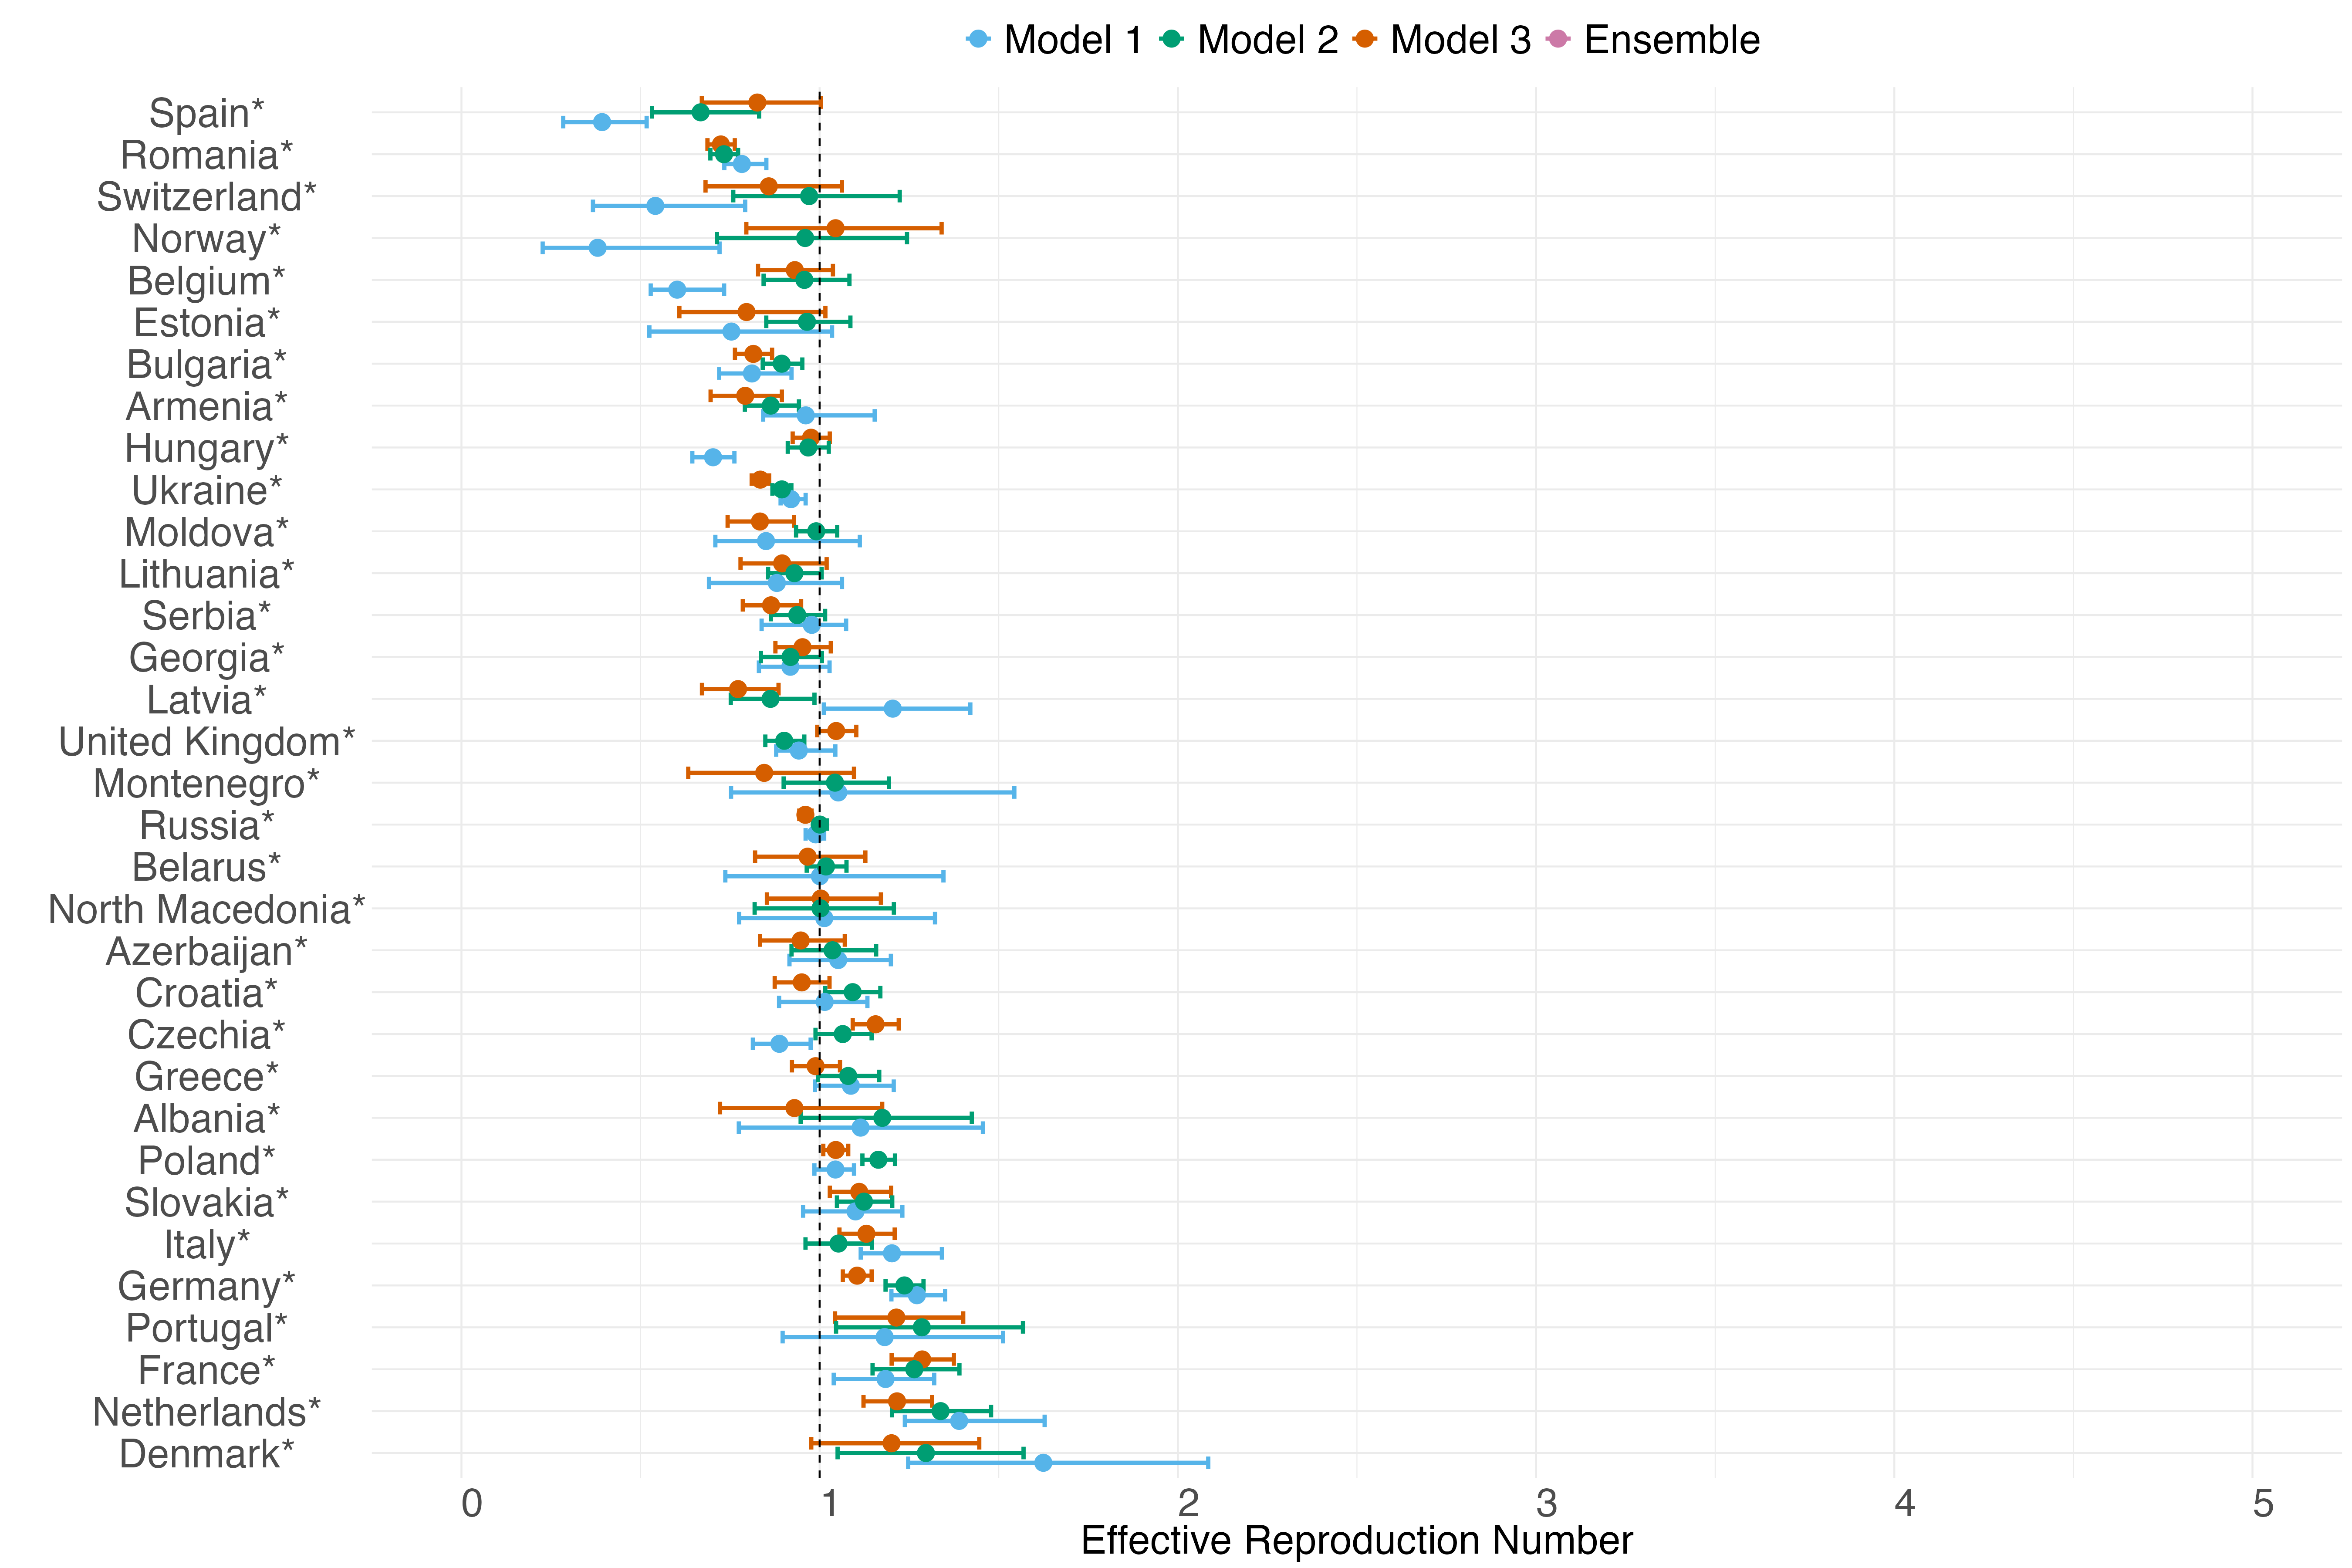 Model 1 Model 2 Model 3 Ensemble
Spain*
Romania*
Switzerland*
Norway*
Belgium*
Estonia*
Bulgaria*
Armenia*
Hungary*
Ukraine*
Moldova*
Lithuania*
Serbia*
Georgia*
Latvia*
United Kingdom*
Montenegro*
Russia*
Belarus*
North Macedonia*
Azerbaijan*
Croatia*
Czechia*
Greece*
Albania*
Poland*
Slovakia*
Italy*
Germany*
Portugal*
France*
Netherlands*
Denmark*
0 1 2 3 4 5
Effective Reproduction Number